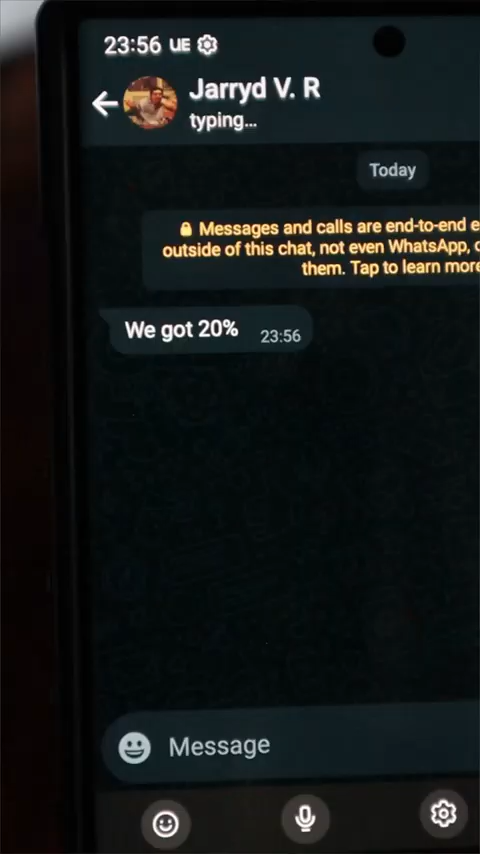 23:56 UE
Jarryd V. R
typing...
Today
Messages and calls are end-to-end e
outside of this chat, not even WhatsApp, c
them. Tap to learn more
We got 20% 23:56
Message